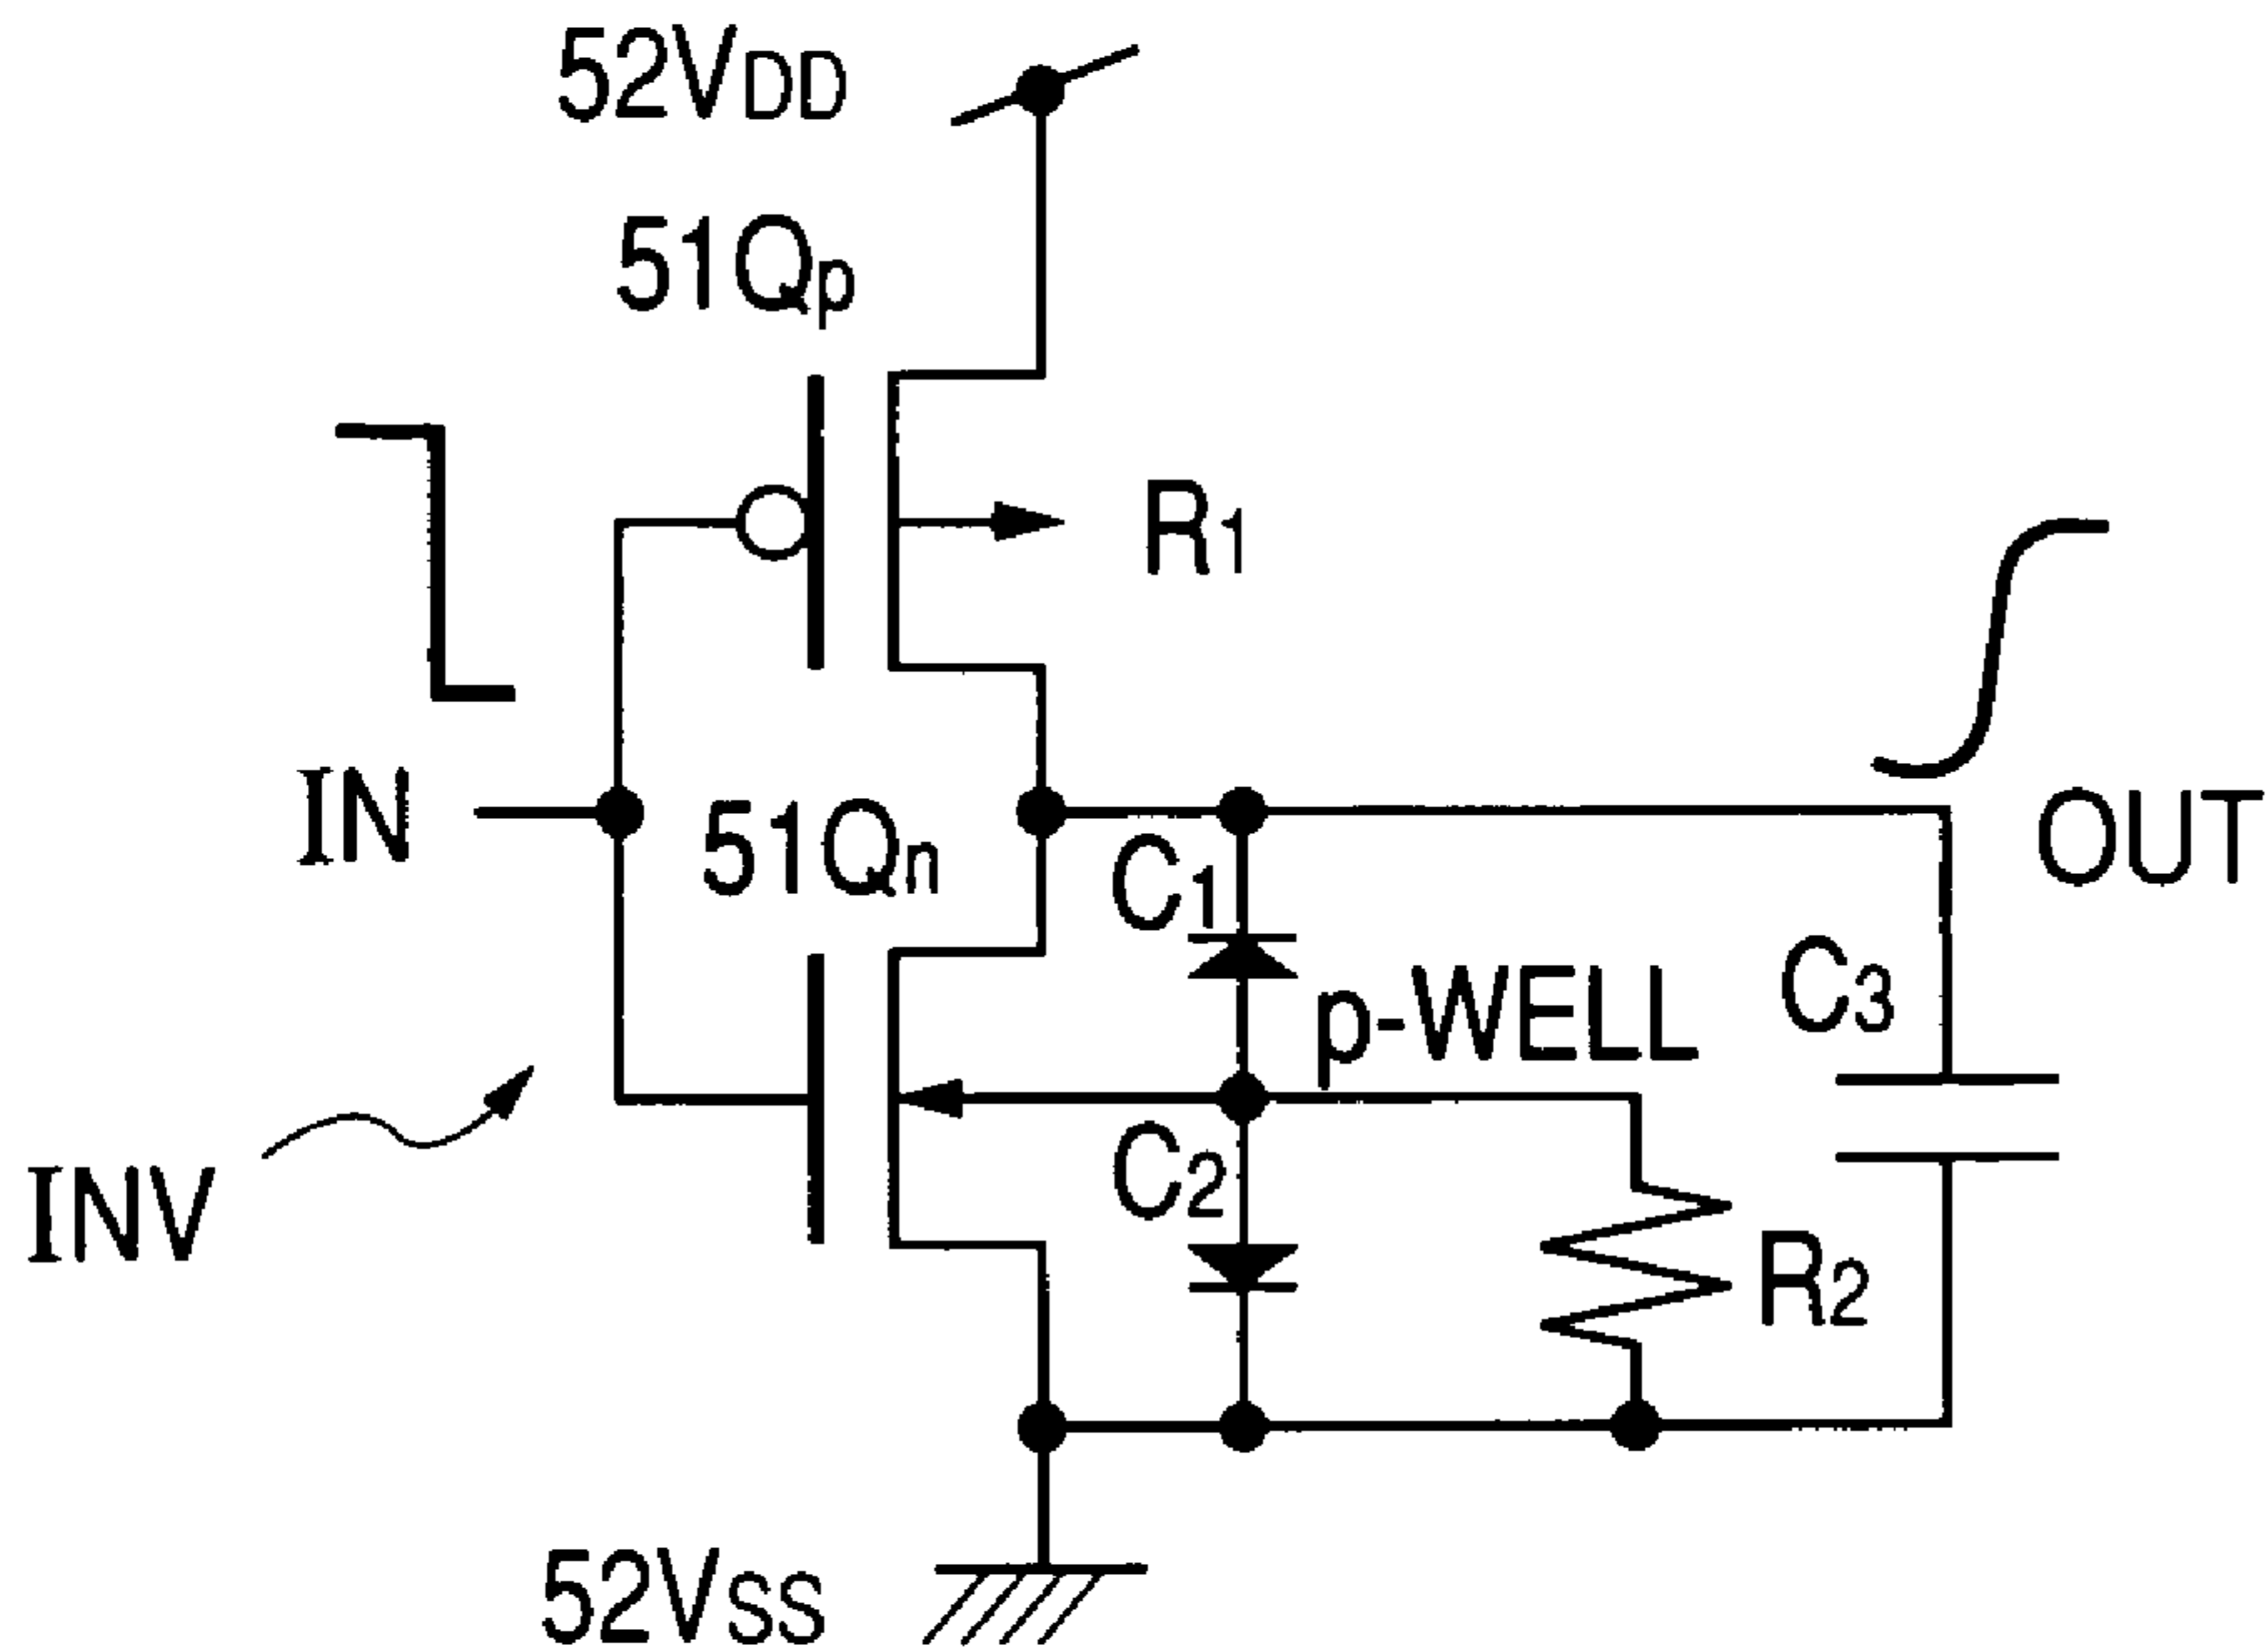 52VDD
51Qp
R1
IN
51Qn
C1
OUT
p-WELL
C3
INV
C2
R2
52VSS